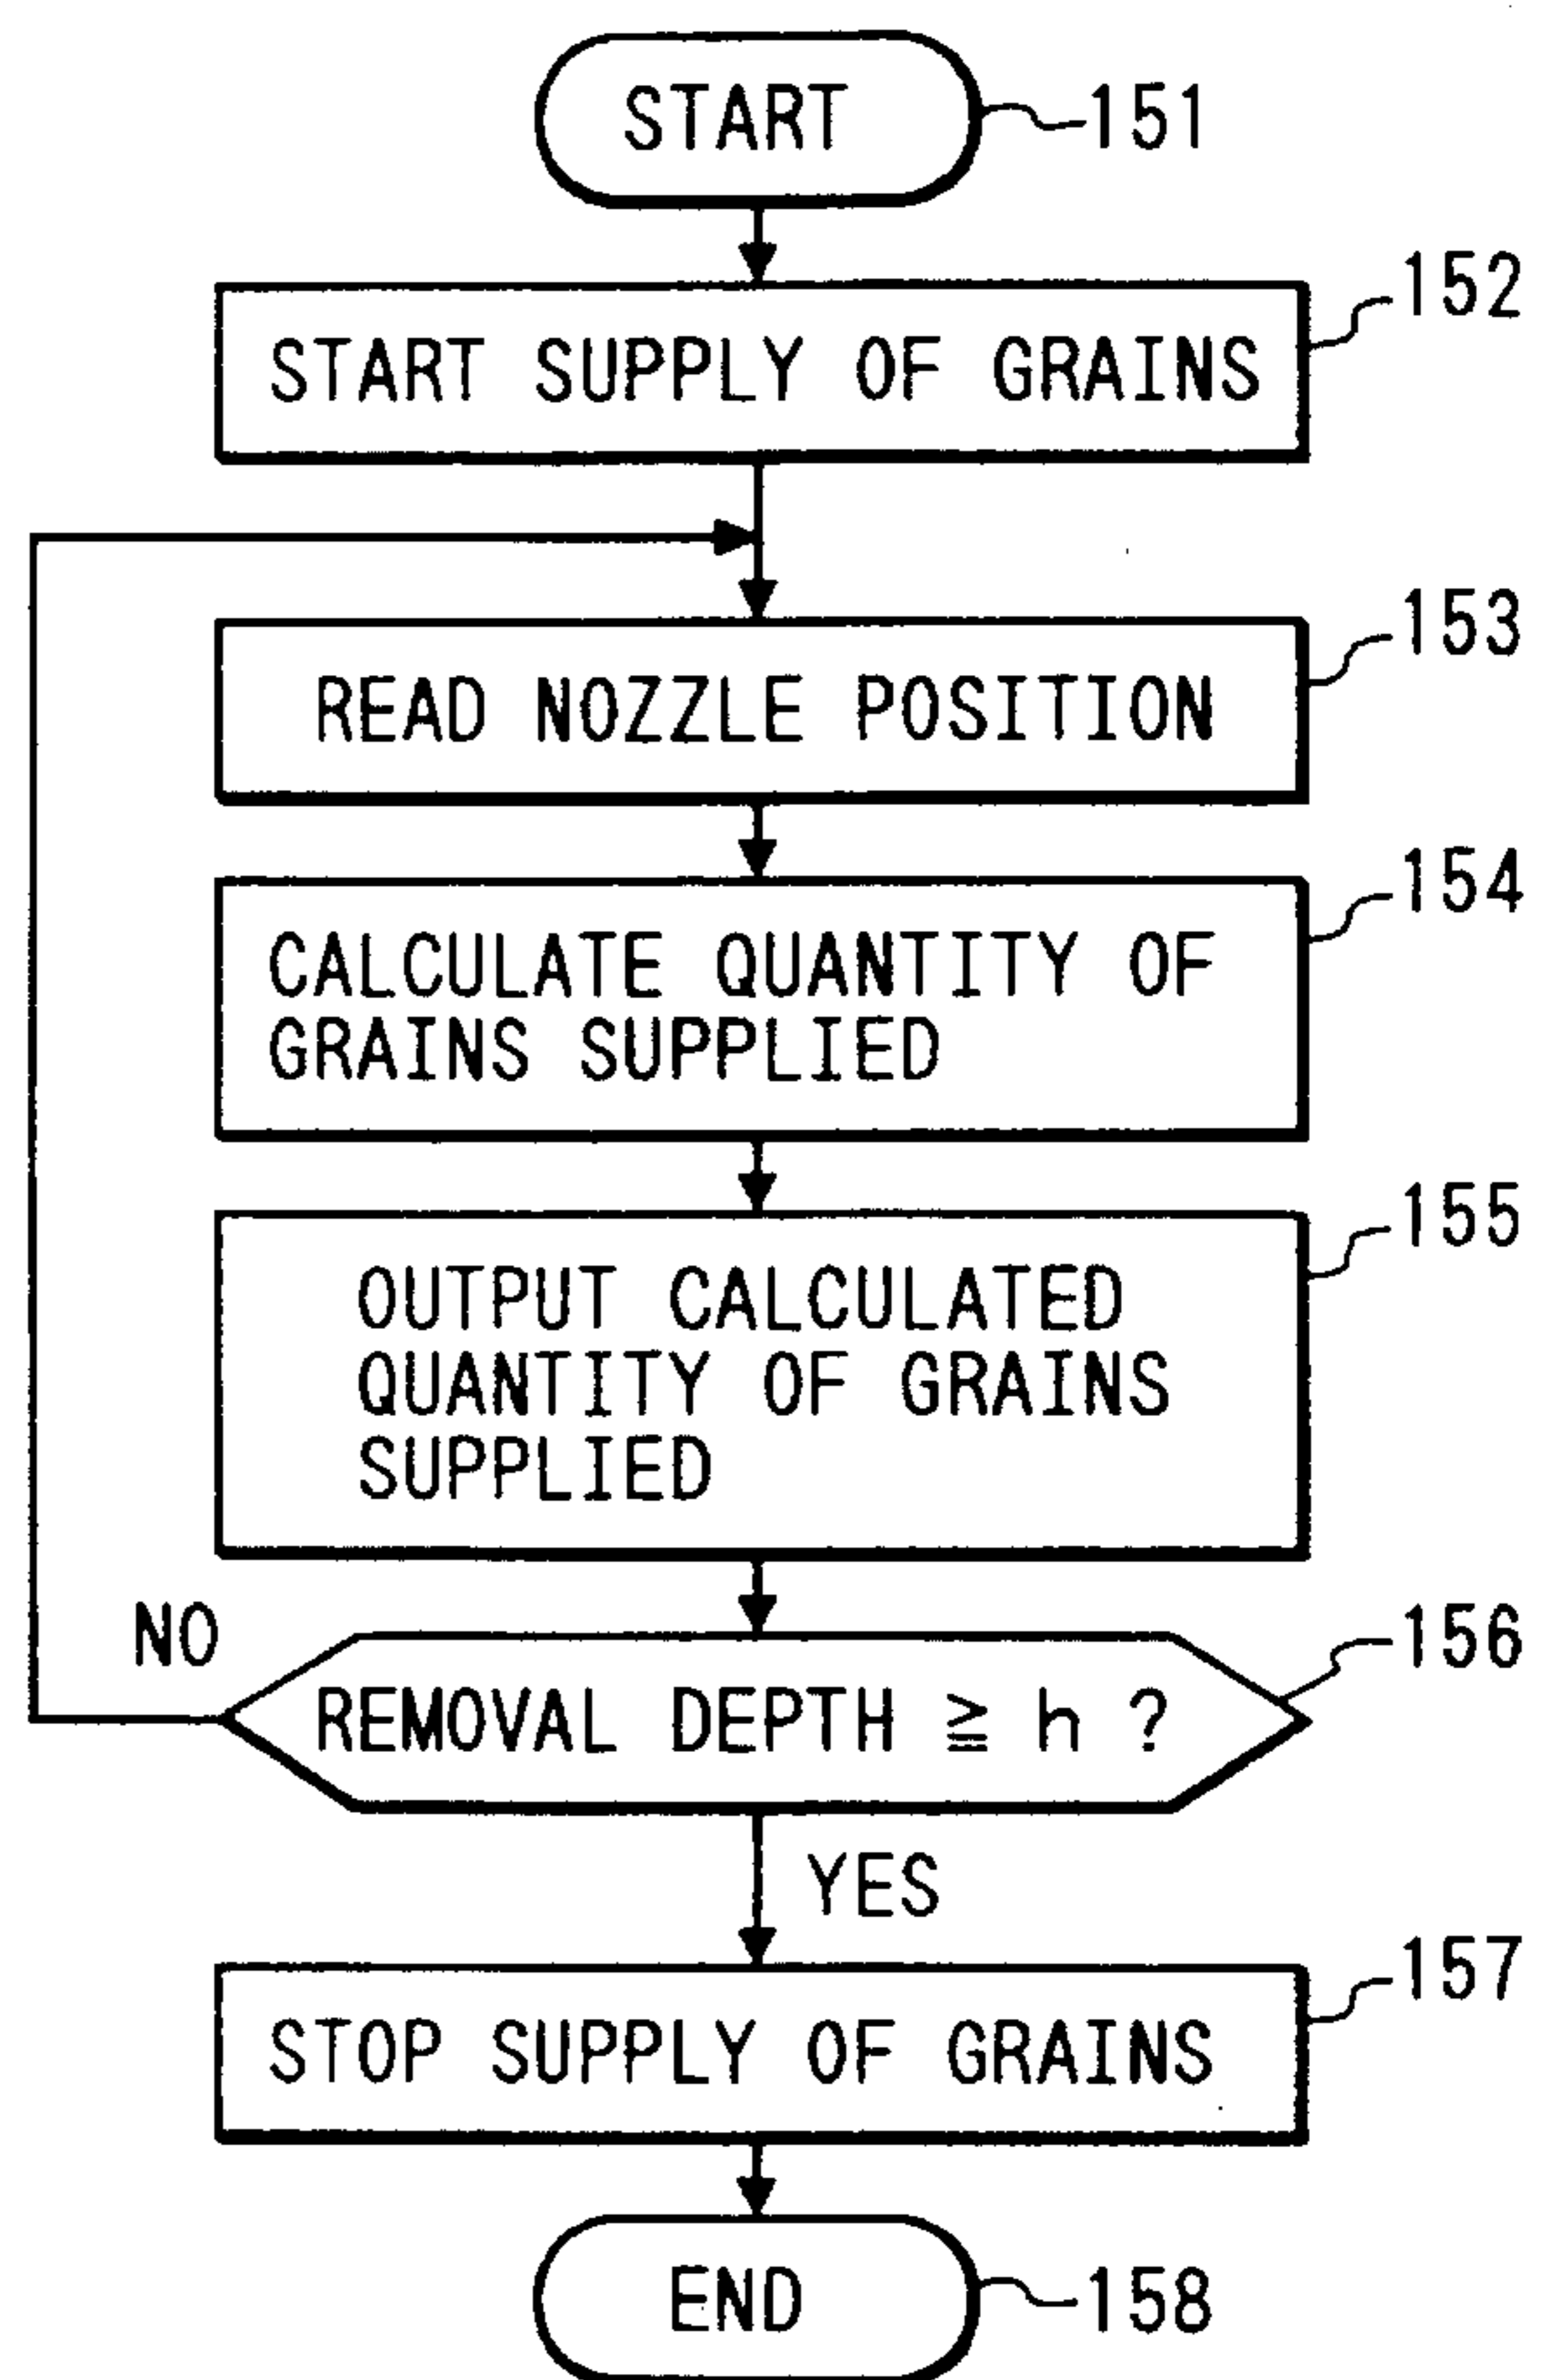 START
151
152
START SUPPLY OF GRAINS
153
READ NOZZLE POSITION
154
CALCULATE QUANTITY OF
GRAINS SUPPLIED
155
OUTPUT CALCULATED
QUANTITY OF GRAINS
SUPPLIED
NO
156
REMOVAL DEPTH ≧ h ?
YES
157
STOP SUPPLY OF GRAINS
END
158